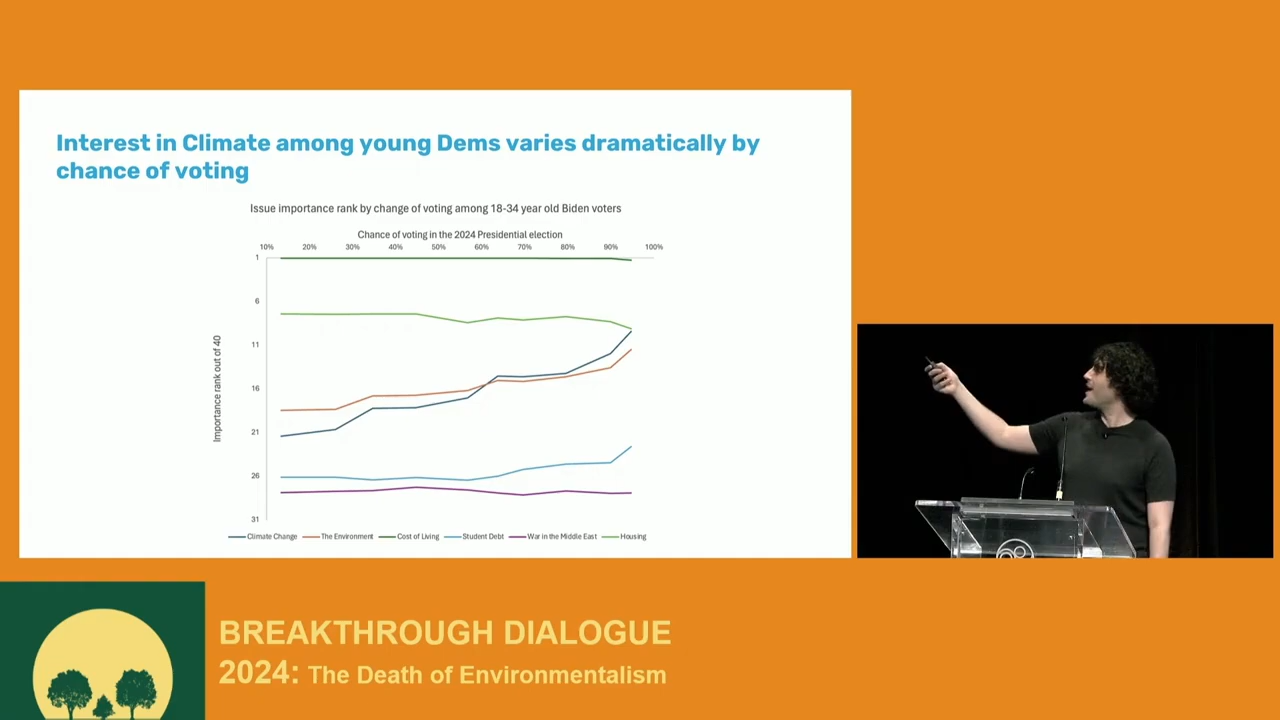 Interest in Climate among young Dems varies dramatically by
chance of voting
Issue importance rank by change of voting among 18-34 year old Biden voters
Chance of voting in the 2024 Presidential election
10% 20% 30% 40% 50% 60% 70% 80% 90% 100%
1
6
11
16
21
26
31
Importance rank out of 40
Climate Change The Environment Cost of Living Student Debt War in the Middle East Housing
BREAKTHROUGH DIALOGUE
2024: The Death of Environmentalism